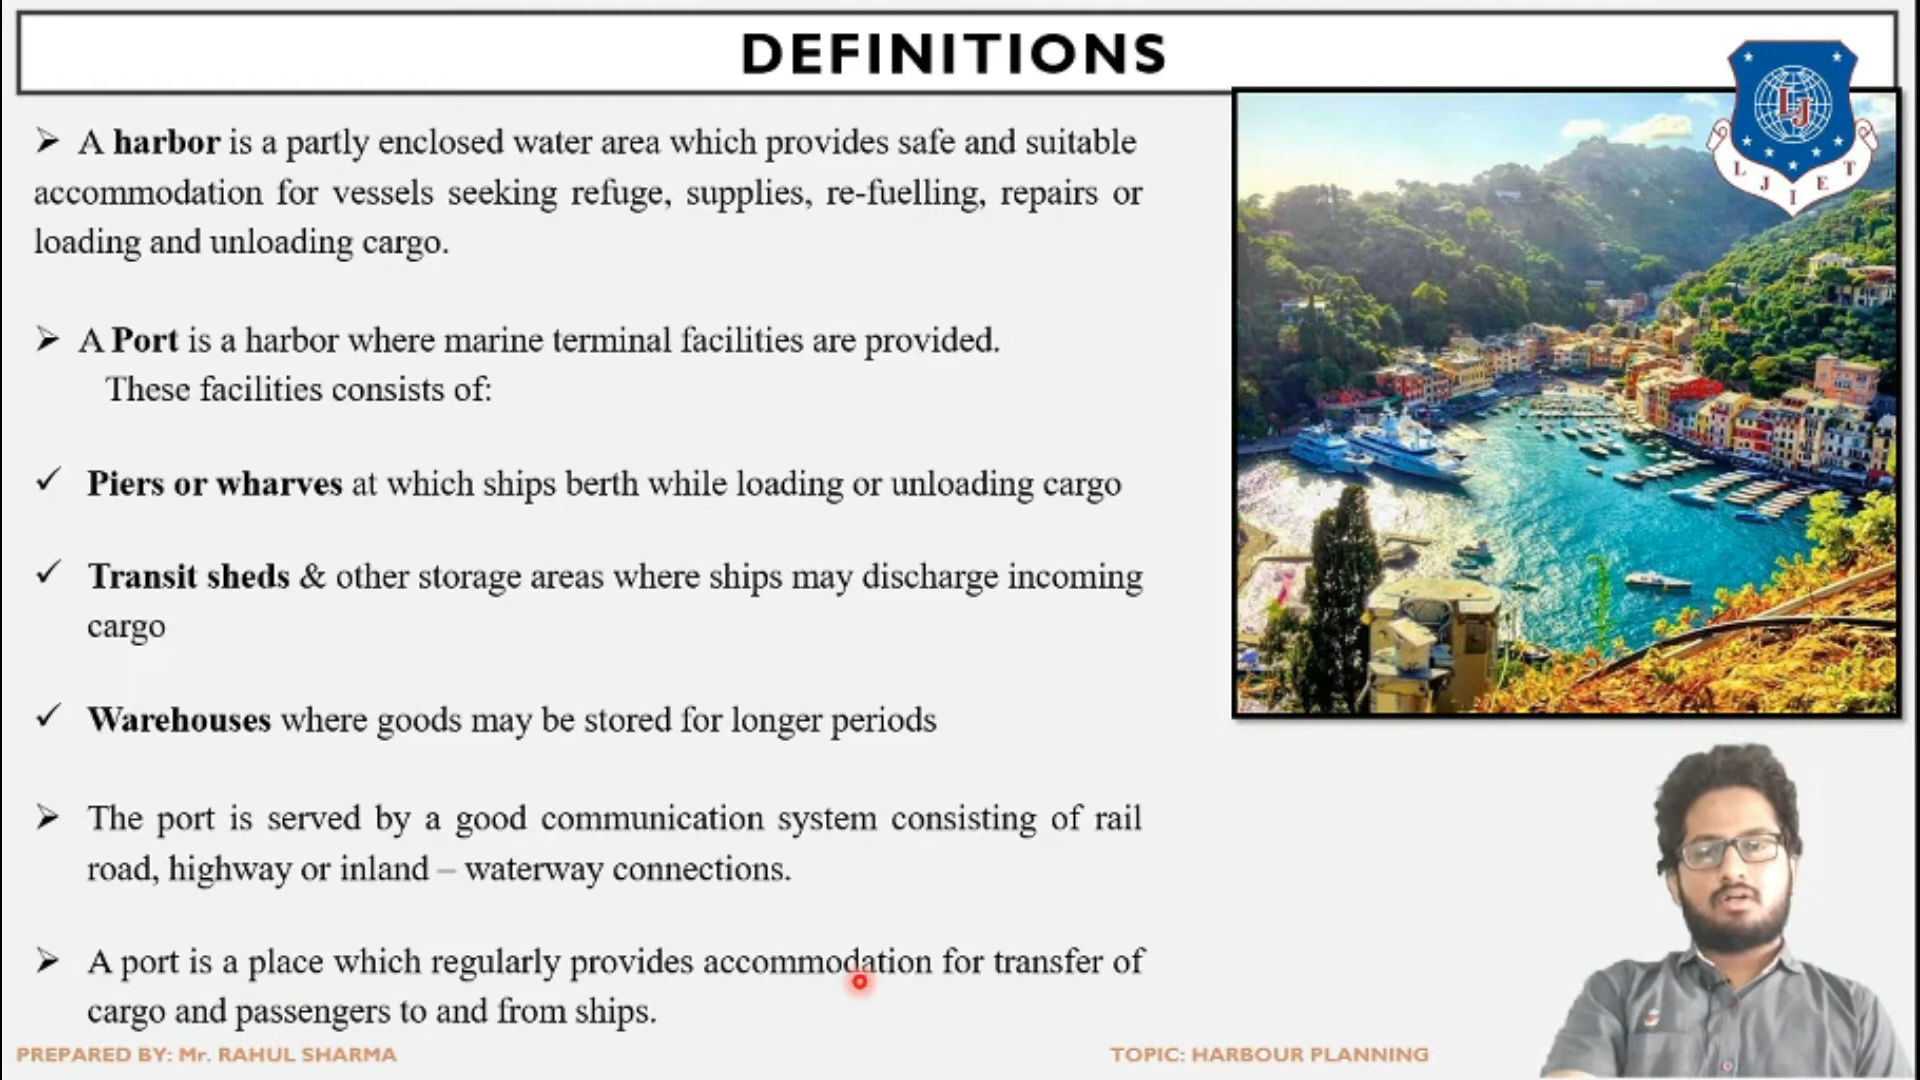 DEFINITIONS
➢ A harbor is a partly enclosed water area which provides safe and suitable
accommodation for vessels seeking refuge, supplies, re-fuelling, repairs or
loading and unloading cargo.
➢ A Port is a harbor where marine terminal facilities are provided.
These facilities consists of:
✓ Piers or wharves at which ships berth while loading or unloading cargo
✓ Transit sheds & other storage areas where ships may discharge incoming
cargo
✓ Warehouses where goods may be stored for longer periods
➢ The port is served by a good communication system consisting of rail
road, highway or inland – waterway connections.
➢ A port is a place which regularly provides accommodation for transfer of
cargo and passengers to and from ships.
LJ
L J I E T
PREPARED BY: Mr. RAHUL SHARMA
TOPIC: HARBOUR PLANNING